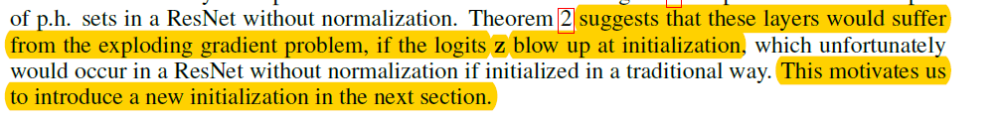 of p.h. sets in a ResNet without normalization. Theorem 2 suggests that these layers would suffer
from the exploding gradient problem, if the logits z blow up at initialization, which unfortunately
would occur in a ResNet without normalization if initialized in a traditional way. This motivates us
to introduce a new initialization in the next section.